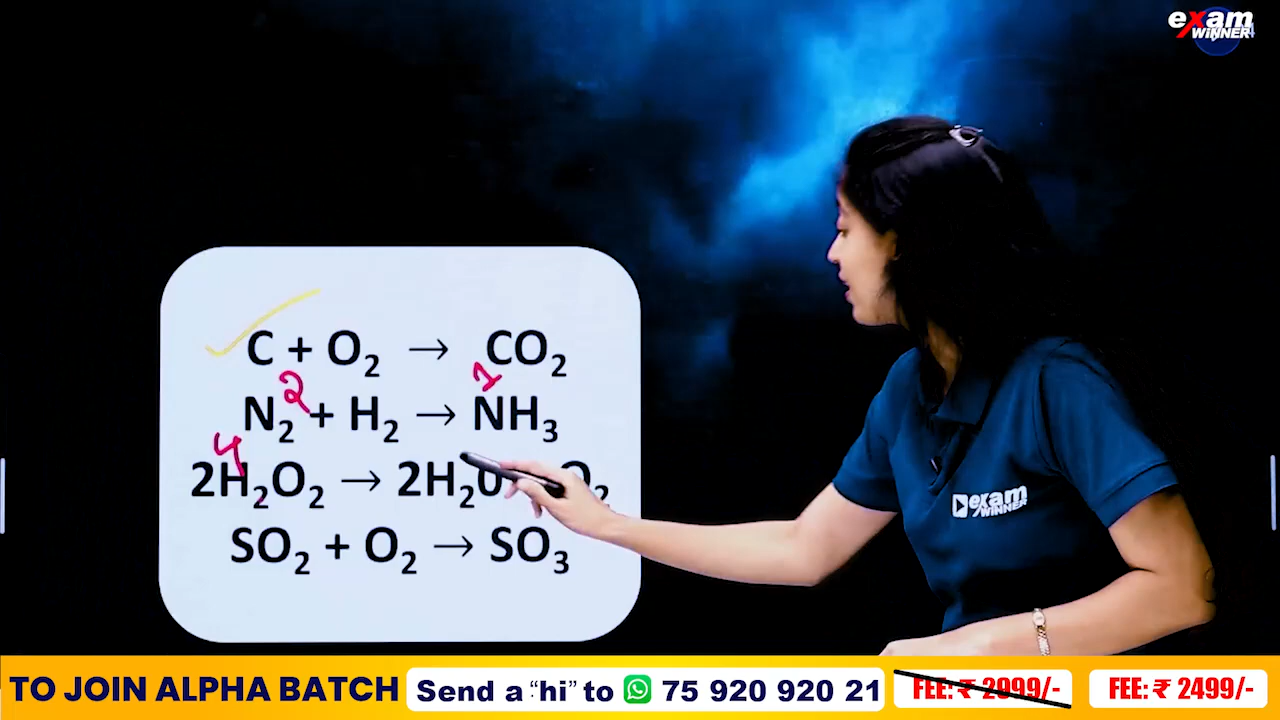 exam
WINNER
C + O₂ → CO₂
2 1
N₂ + H₂ → NH₃
4
2H₂O₂ → 2H₂O O₂
SO₂ + O₂ → SO₃
exam
WINNER
TO JOIN ALPHA BATCH Send a “hi” to 75 920 920 21 FEE: ₹ 2999/- FEE: ₹ 2499/-